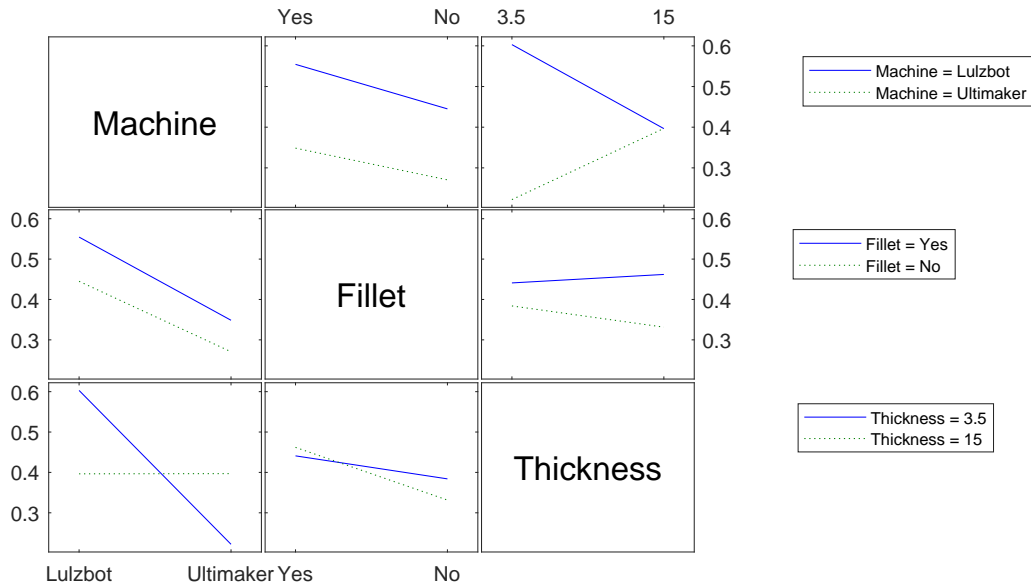 Yes No 3.5 15
0.6
0.5
0.4
0.3
Machine
Machine = Lulzbot
Machine = Ultimaker
0.6
0.5
0.4
0.3
Fillet
0.6
0.5
0.4
0.3
Fillet = Yes
Fillet = No
0.6
0.5
0.4
0.3
Thickness
Thickness = 3.5
Thickness = 15
Lulzbot Ultimaker Yes No